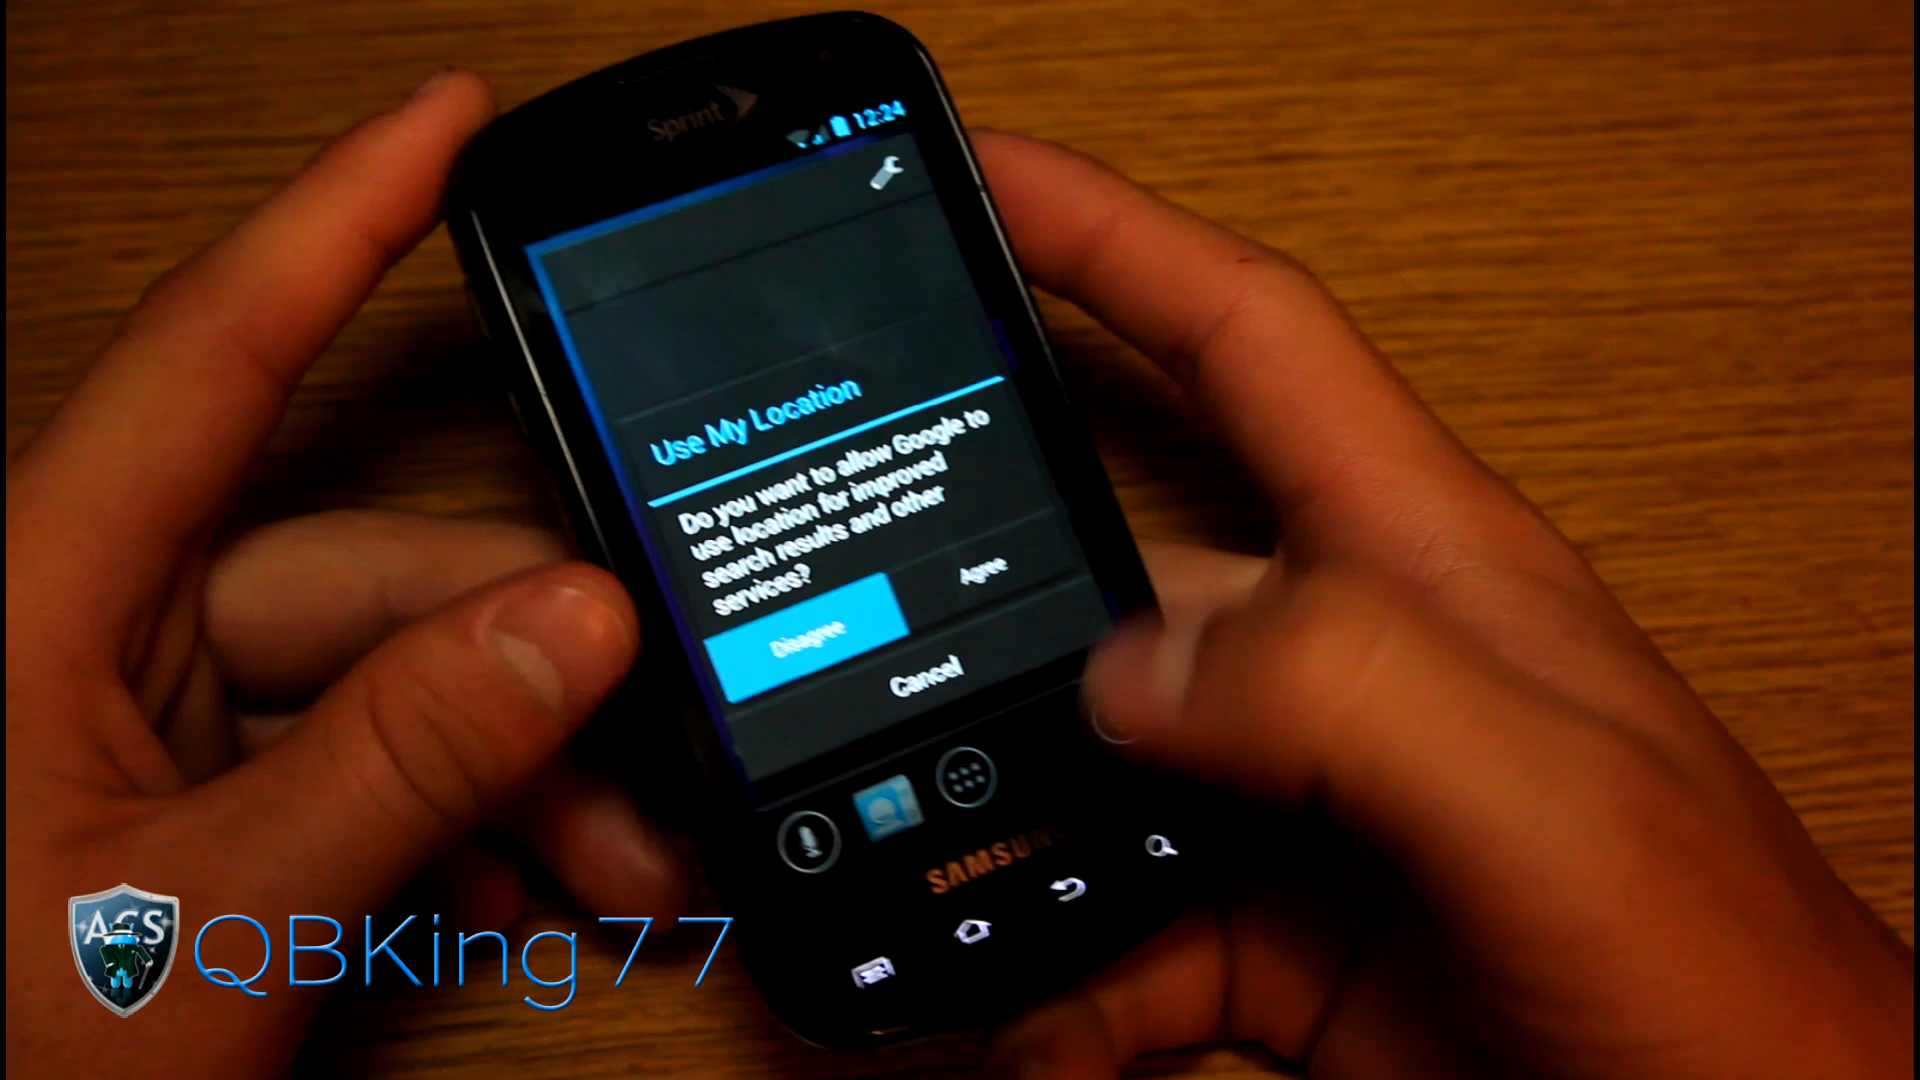 Sprint
12:24
Use My Location
Do you want to allow Google to
use location for improved
search results and other
services?
Disagree
Agree
Cancel
SAMSUNG
ACS
QBKing77